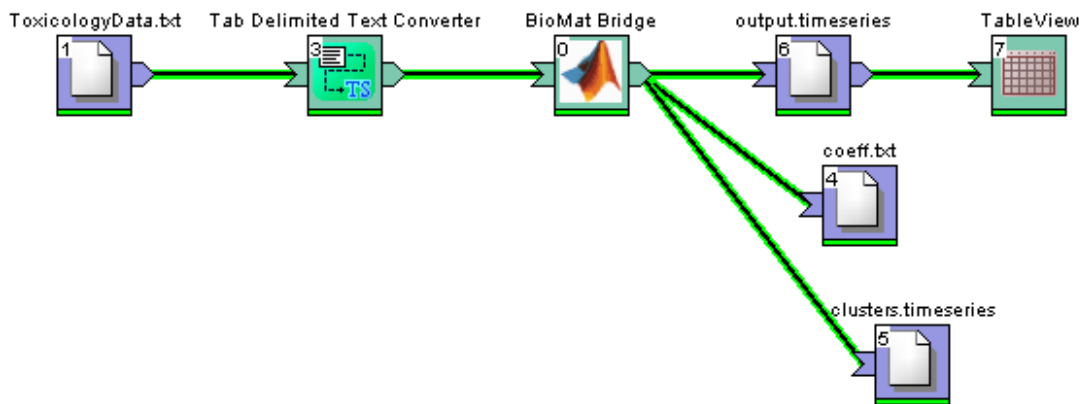 ToxicologyData.txt
Tab Delimited Text Converter
BioMat Bridge
output.timeseries
TableView
1
3
TS
0
6
7
coeff.txt
4
clusters.timeseries
5